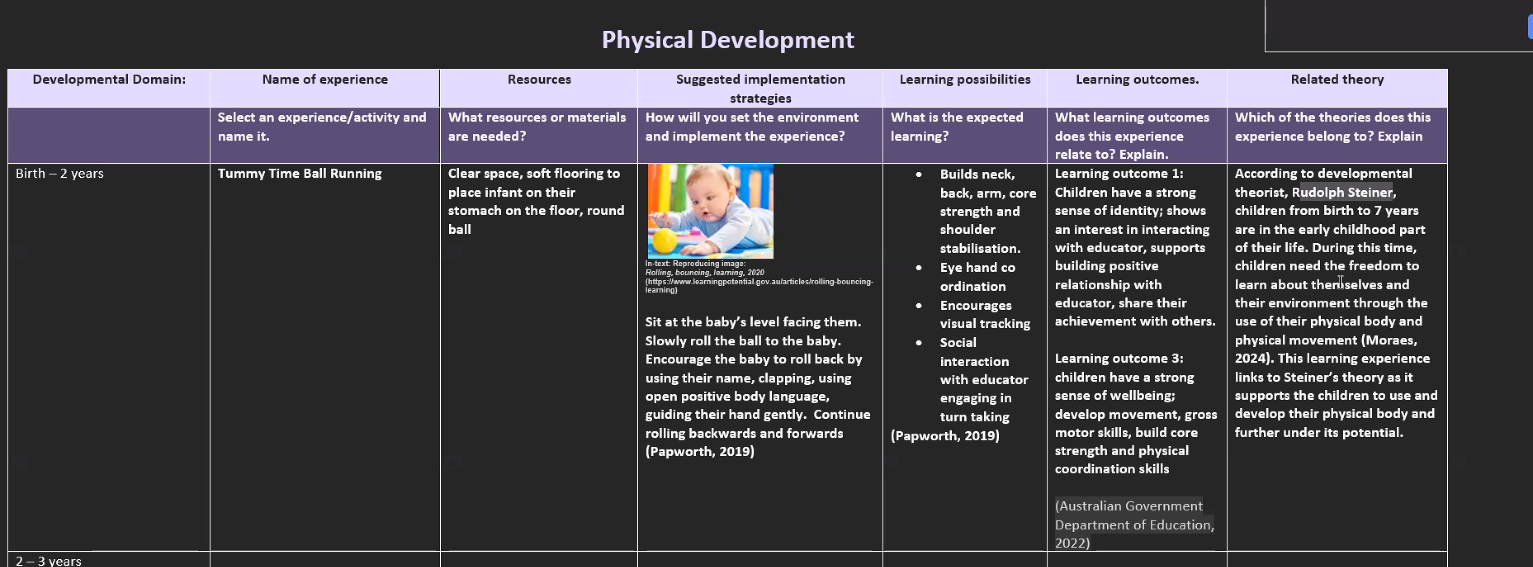 Physical Development
Developmental Domain:
Name of experience
Resources
Suggested implementation
strategies
Learning possibilities
Learning outcomes.
Related theory
Select an experience/activity and
name it.
What resources or materials
are needed?
How will you set the environment
and implement the experience?
What is the expected
learning?
What learning outcomes
does this experience
relate to? Explain.
Which of the theories does this
experience belong to? Explain
Birth – 2 years
Tummy Time Ball Running
Clear space, soft flooring to
place infant on their
stomach on the floor, round
ball
In-text: Reproducing image:
Rolling, bouncing, learning, 2020
(https://www.learningpotential.gov.au/articles/rolling-bouncing-
learning)
Sit at the baby's level facing them.
Slowly roll the ball to the baby.
Encourage the baby to roll back by
using their name, clapping, using
open positive body language,
guiding their hand gently.  Continue
rolling backwards and forwards
(Papworth, 2019)
• Builds neck,
back, arm, core
strength and
shoulder
stabilisation.
• Eye hand co
ordination
• Encourages
visual tracking
• Social
interaction
with educator
engaging in
turn taking
(Papworth, 2019)
Learning outcome 1:
Children have a strong
sense of identity; shows
an interest in interacting
with educator, supports
building positive
relationship with
educator, share their
achievement with others.
Learning outcome 3:
children have a strong
sense of wellbeing;
develop movement, gross
motor skills, build core
strength and physical
coordination skills
(Australian Government
Department of Education,
2022)
According to developmental
theorist, Rudolph Steiner,
children from birth to 7 years
are in the early childhood part
of their life. During this time,
children need the freedom to
learn about themselves and
their environment through the
use of their physical body and
physical movement (Moraes,
2024). This learning experience
links to Steiner's theory as it
supports the children to use and
develop their physical body and
further under its potential.
2 – 3 years